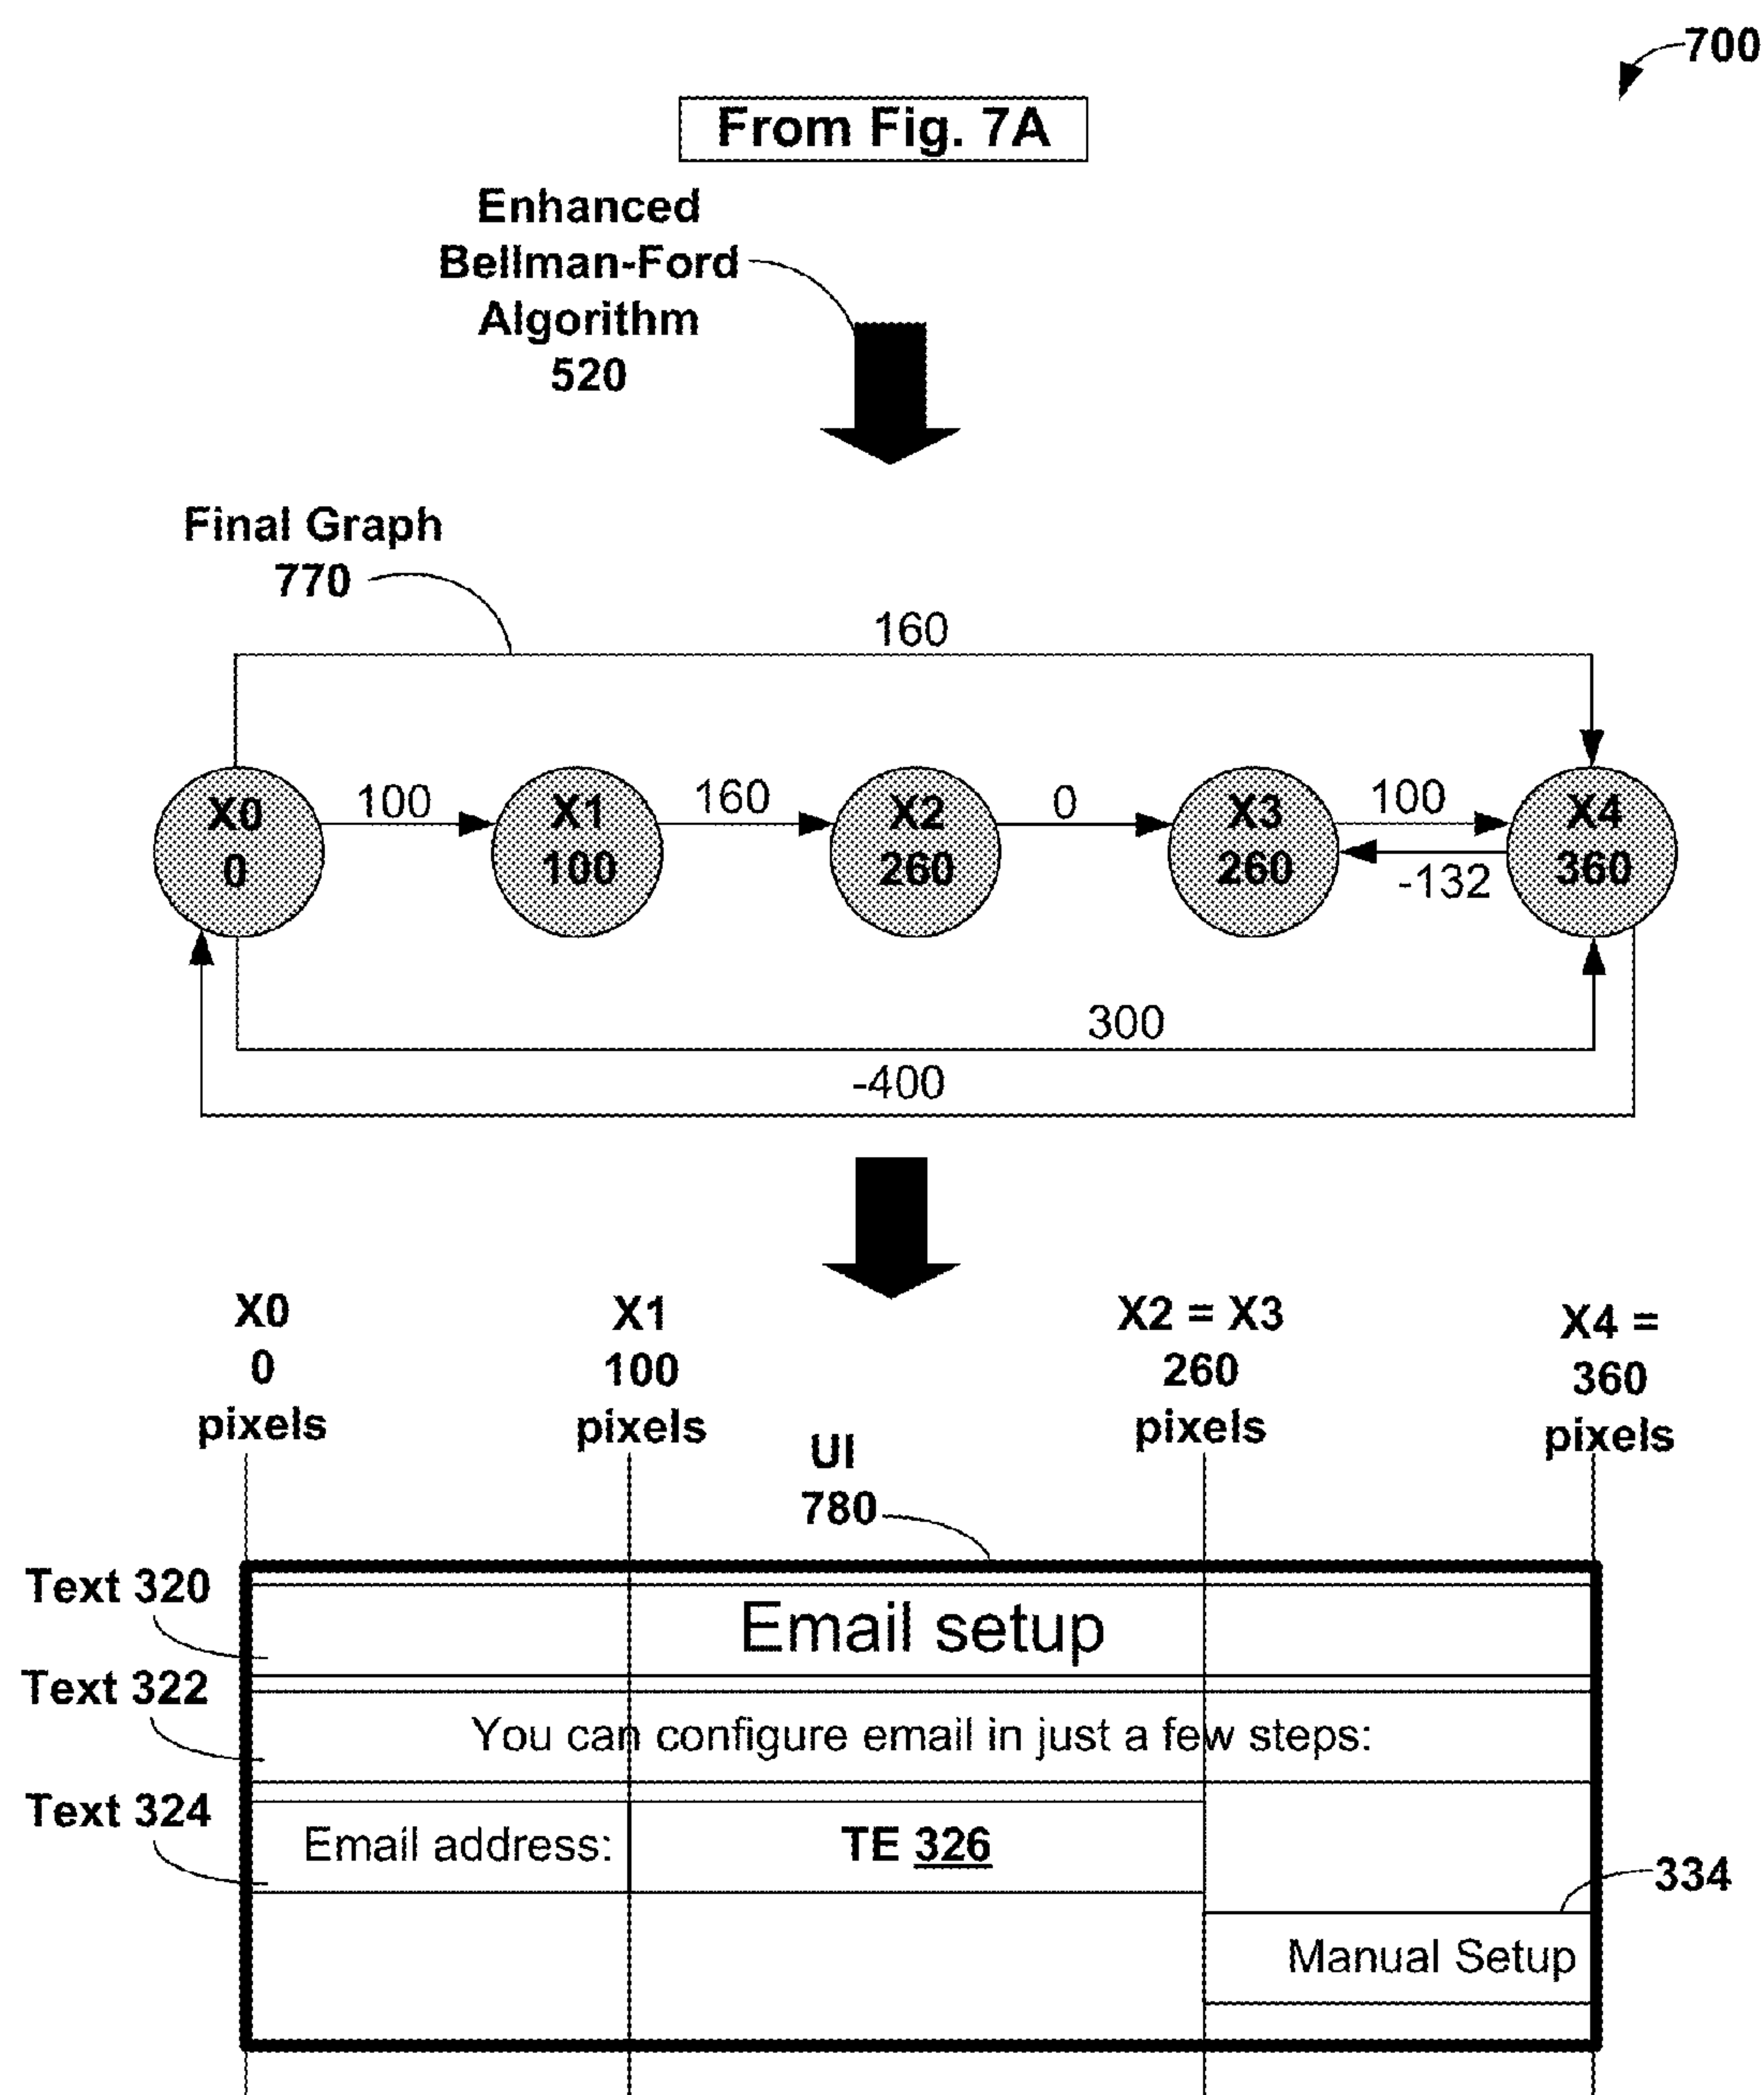 700
From Fig. 7A
Enhanced
Bellman-Ford
Algorithm
520
Final Graph
770
160
100
160
0
100
X0
0
X1
100
X2
260
X3
260
X4
360
-132
300
-400
X0
0
pixels
X1
100
pixels
X2 = X3
260
pixels
X4 =
360
pixels
UI
780
Text 320
Email setup
Text 322
You can configure email in just a few steps:
Text 324
Email address:
TE 326
334
Manual Setup